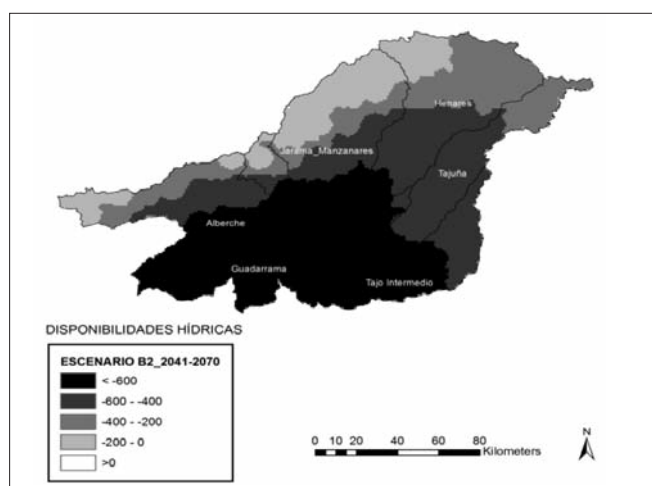 Henares
Jarama_Manzanares
Tajuña
Alberche
Guadarrama
Tajo Intermedio
DISPONIBILIDADES HÍDRICAS
ESCENARIO B2_2041-2070
< -600
-600 - -400
-400 - -200
-200 - 0
>0
N
0 5 10 20 40 60 80
Kilometers